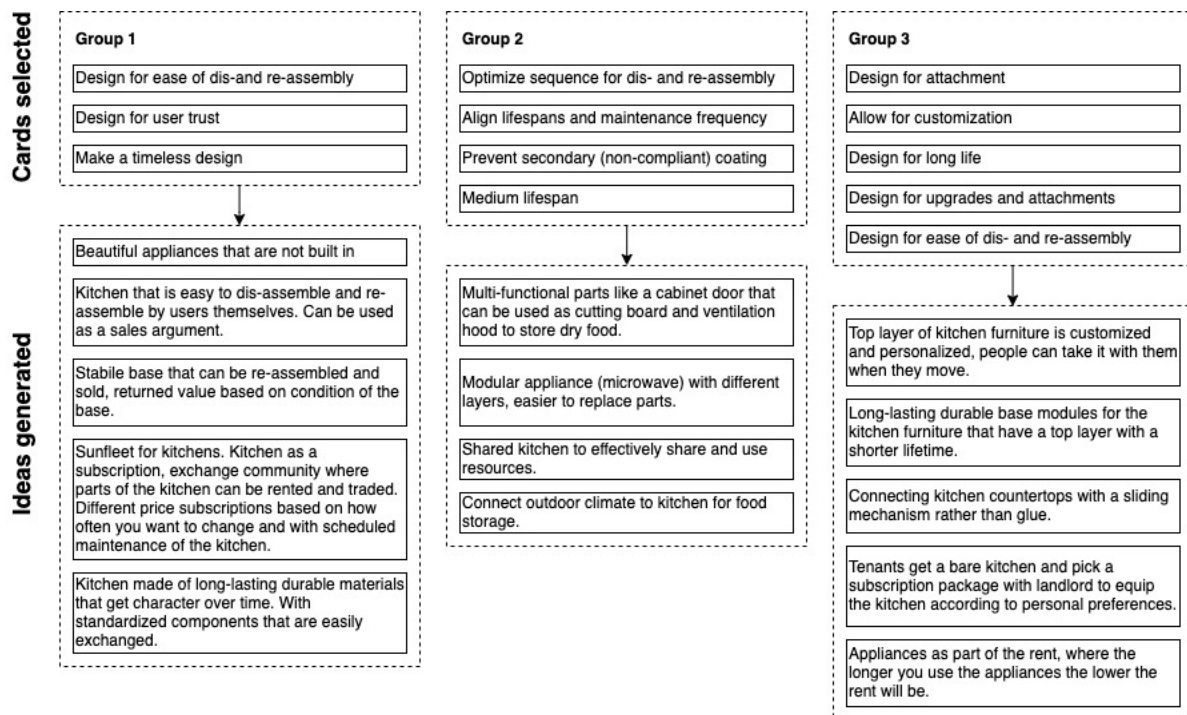 Cards selected
Group 1
Design for ease of dis-and re-assembly
Design for user trust
Make a timeless design
Group 2
Optimize sequence for dis- and re-assembly
Align lifespans and maintenance frequency
Prevent secondary (non-compliant) coating
Medium lifespan
Group 3
Design for attachment
Allow for customization
Design for long life
Design for upgrades and attachments
Design for ease of dis- and re-assembly
Ideas generated
Beautiful appliances that are not built in
Kitchen that is easy to dis-assemble and re-
assemble by users themselves. Can be used
as a sales argument.
Stabile base that can be re-assembled and
sold, returned value based on condition of the
base.
Sunfleet for kitchens. Kitchen as a
subscription, exchange community where
parts of the kitchen can be rented and traded.
Different price subscriptions based on how
often you want to change and with scheduled
maintenance of the kitchen.
Kitchen made of long-lasting durable materials
that get character over time. With
standardized components that are easily
exchanged.
Multi-functional parts like a cabinet door that
can be used as cutting board and ventilation
hood to store dry food.
Modular appliance (microwave) with different
layers, easier to replace parts.
Shared kitchen to effectively share and use
resources.
Connect outdoor climate to kitchen for food
storage.
Top layer of kitchen furniture is customized
and personalized, people can take it with them
when they move.
Long-lasting durable base modules for the
kitchen furniture that have a top layer with a
shorter lifetime.
Connecting kitchen countertops with a sliding
mechanism rather than glue.
Tenants get a bare kitchen and pick a
subscription package with landlord to equip
the kitchen according to personal preferences.
Appliances as part of the rent, where the
longer you use the appliances the lower the
rent will be.